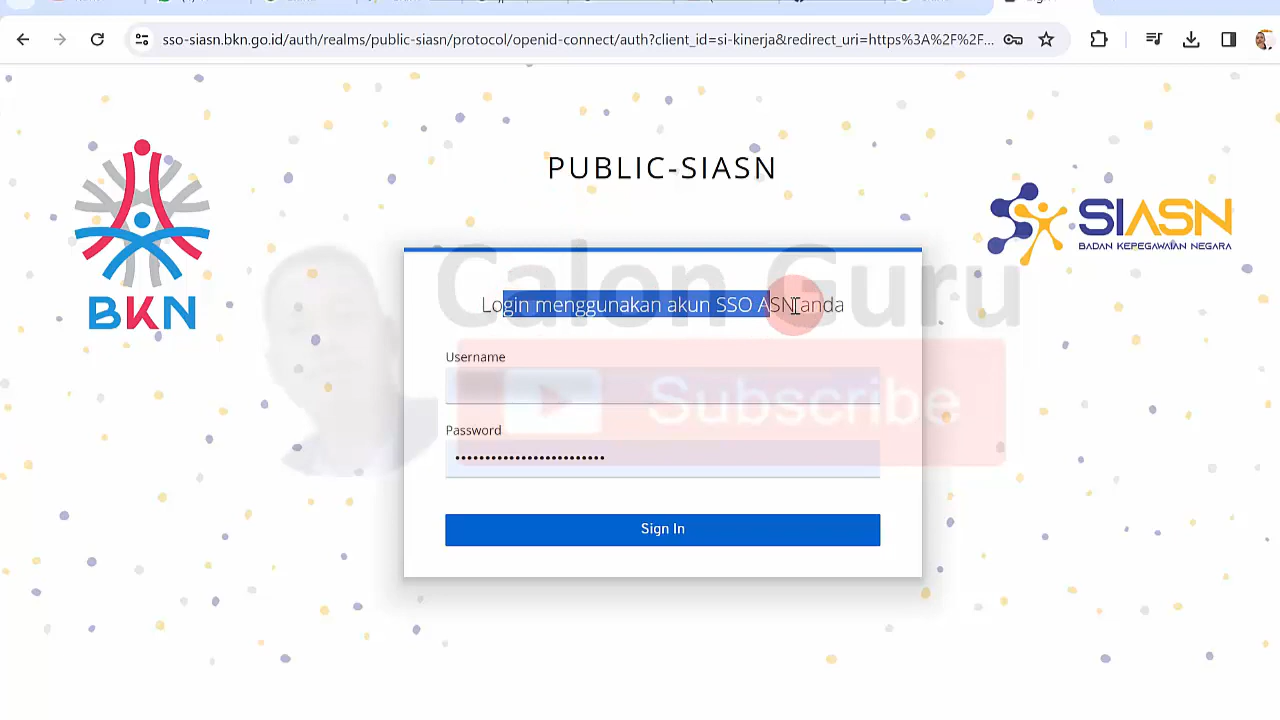 sso-siasn.bkn.go.id/auth/realms/public-siasn/protocol/openid-connect/auth?client_id=si-kinerja&redirect_uri=https%3A%2F%2F...
PUBLIC-SIASN
BKN
SIASN
BADAN KEPEGAWAIAN NEGARA
Calon Guru
Login menggunakan akun SSO ASN anda
Username
Subscribe
Password
Sign In